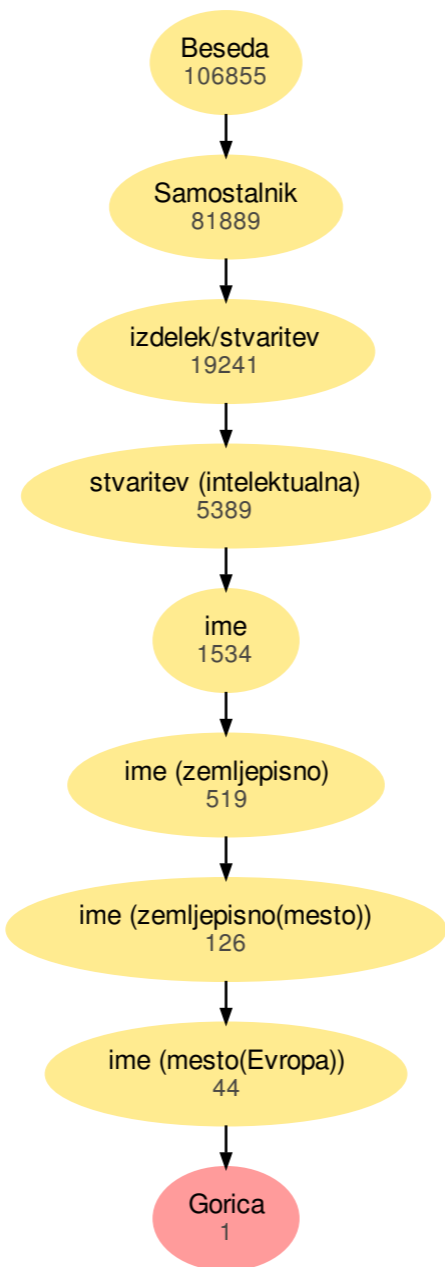 Beseda
106855
Samostalnik
81889
izdelek/stvaritev
19241
stvaritev (intelektualna)
5389
ime
1534
ime (zemljepisno)
519
ime (zemljepisno(mesto))
126
ime (mesto(Evropa))
44
Gorica
1